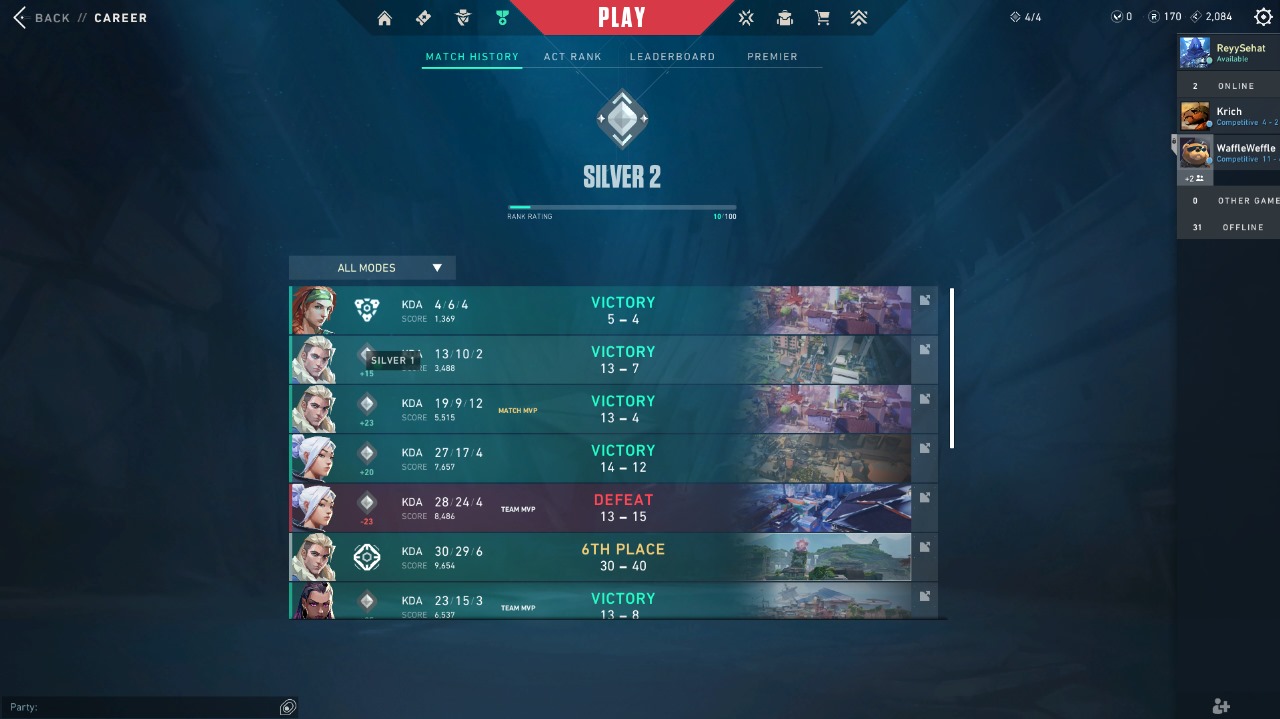 BACK // CAREER
PLAY
4/4
0 170 2,084
MATCH HISTORY ACT RANK LEADERBOARD PREMIER
SILVER 2
RANK RATING 10/100
ALL MODES
KDA 4/6/4
SCORE 1,369
VICTORY
5 – 4
SILVER 1
+15
13/10/2
3,488
VICTORY
13 – 7
+23
KDA 19/9/12
SCORE 5,515
MATCH MVP
VICTORY
13 – 4
+20
KDA 27/17/4
SCORE 7,657
VICTORY
14 – 12
-23
KDA 28/24/4
SCORE 8,486
TEAM MVP
DEFEAT
13 – 15
KDA 30/29/6
SCORE 9,654
6TH PLACE
30 – 40
KDA 23/15/3
SCORE 6,537
TEAM MVP
VICTORY
13 – 8
ReyySehat
Available
2 ONLINE
Krich
Competitive 4 - 2
WaffleWeffle
Competitive 11 -
+2
0 OTHER GAME
31 OFFLINE
Party: